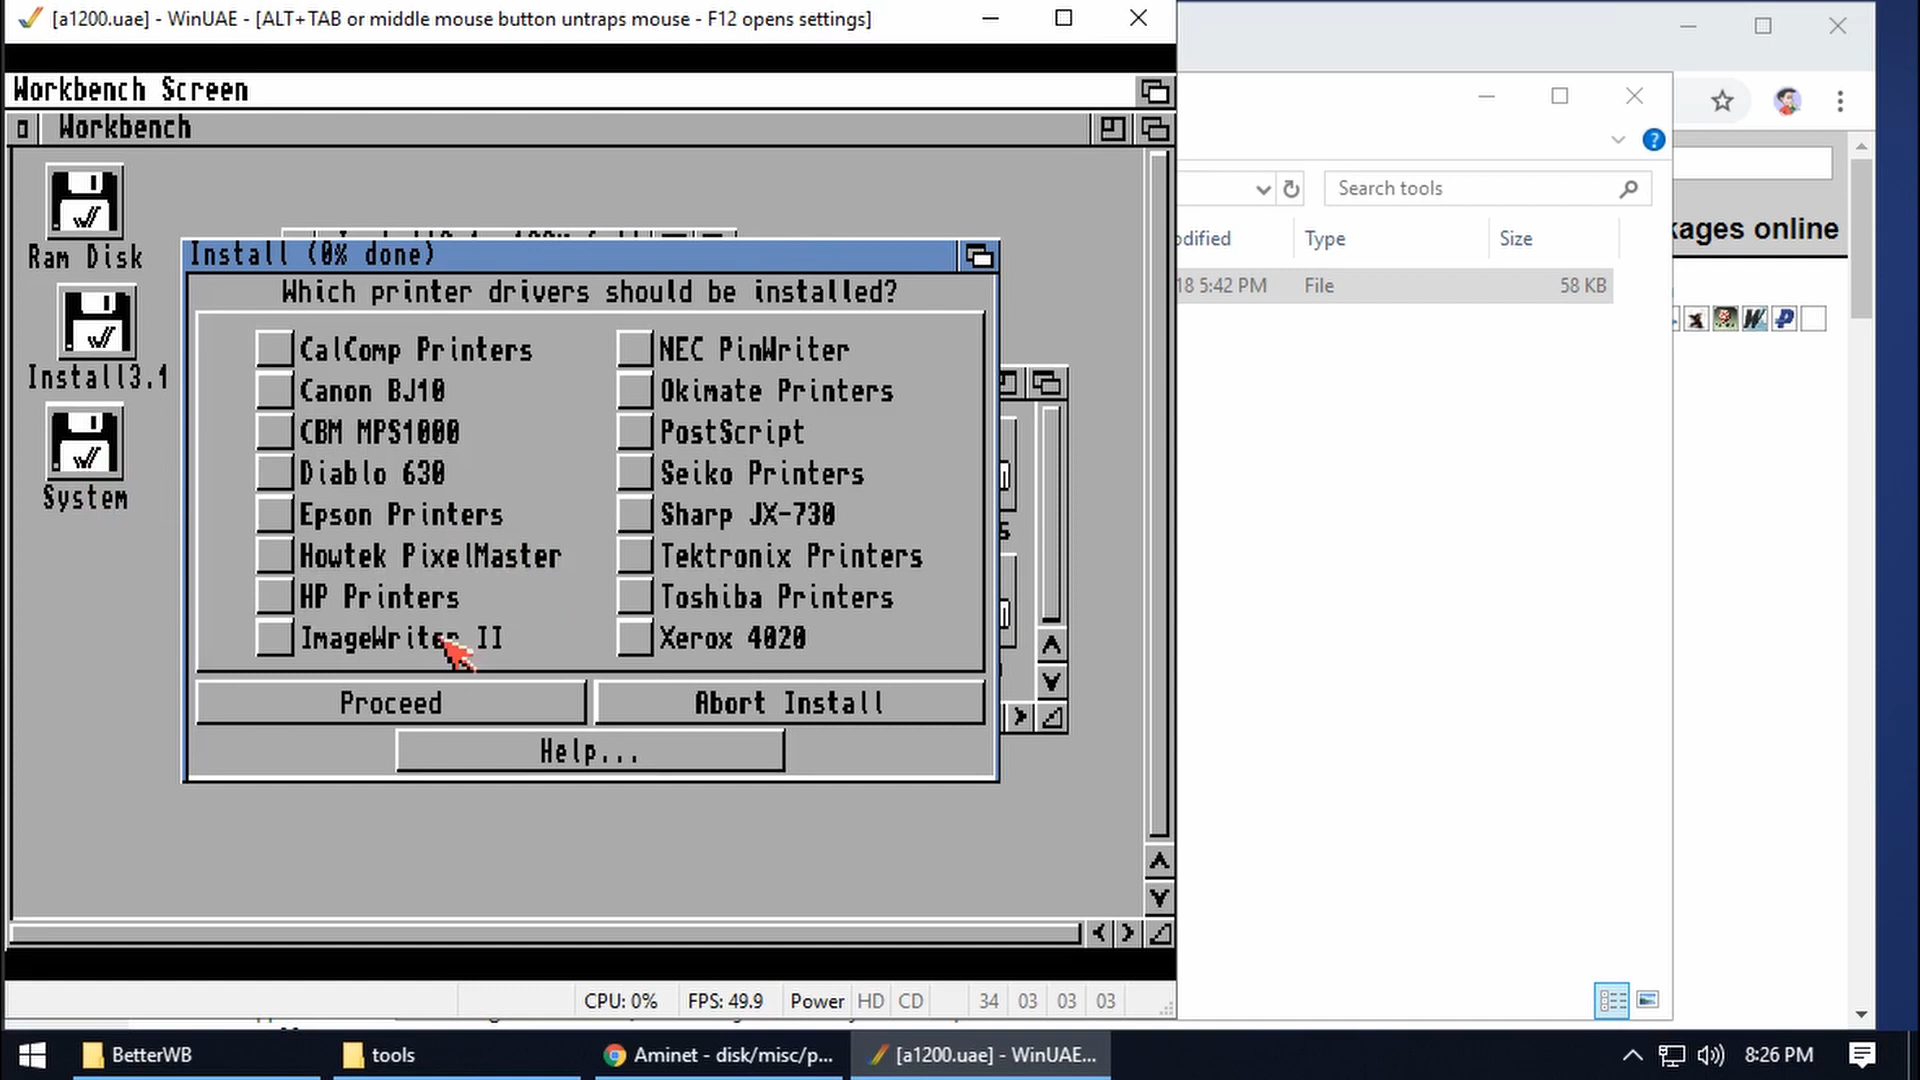 [a1200.uae] - WinUAE - [ALT+TAB or middle mouse button untraps mouse - F12 opens settings]
Workbench Screen
Workbench
Ram Disk
Install3.1
System
Install (0% done)
Which printer drivers should be installed?
CalComp Printers
Canon BJ10
CBM MPS1000
Diablo 630
Epson Printers
Howtek PixelMaster
HP Printers
ImageWriter II
NEC PinWriter
Okimate Printers
PostScript
Seiko Printers
Sharp JX-730
Tektronix Printers
Toshiba Printers
Xerox 4020
Proceed
Abort Install
Help...
CPU: 0%
FPS: 49.9
Power
HD
CD
34
03
03
03
Search tools
odified
Type
Size
18 5:42 PM
File
58 KB
kages online
BetterWB
tools
Aminet - disk/misc/p...
[a1200.uae] - WinUAE...
8:26 PM